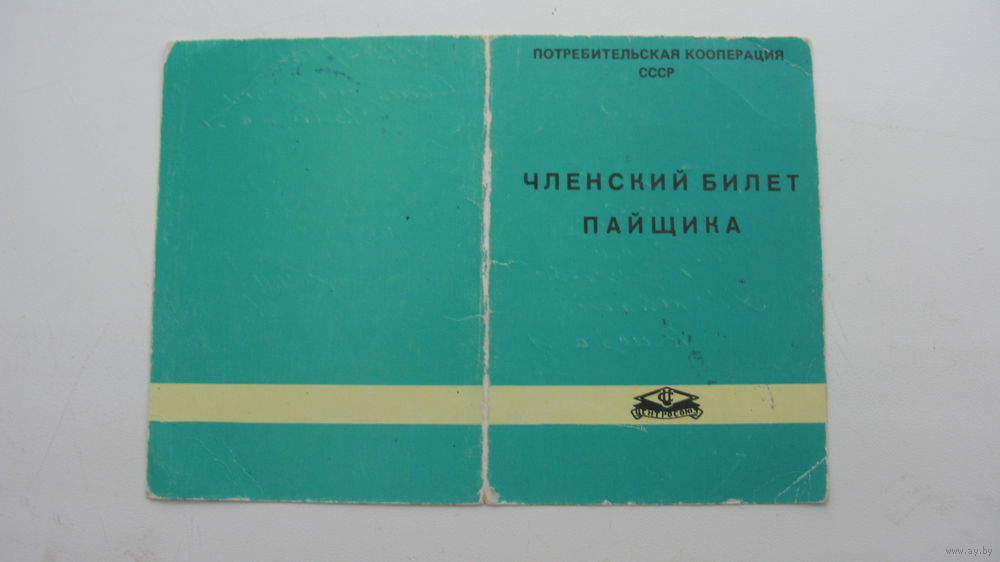 ПОТРЕБИТЕЛЬСКАЯ КООПЕРАЦИЯ
СССР
ЧЛЕНСКИЙ БИЛЕТ
ПАЙЩИКА
ЦЕНТРОСОЮЗ
www.ay.by